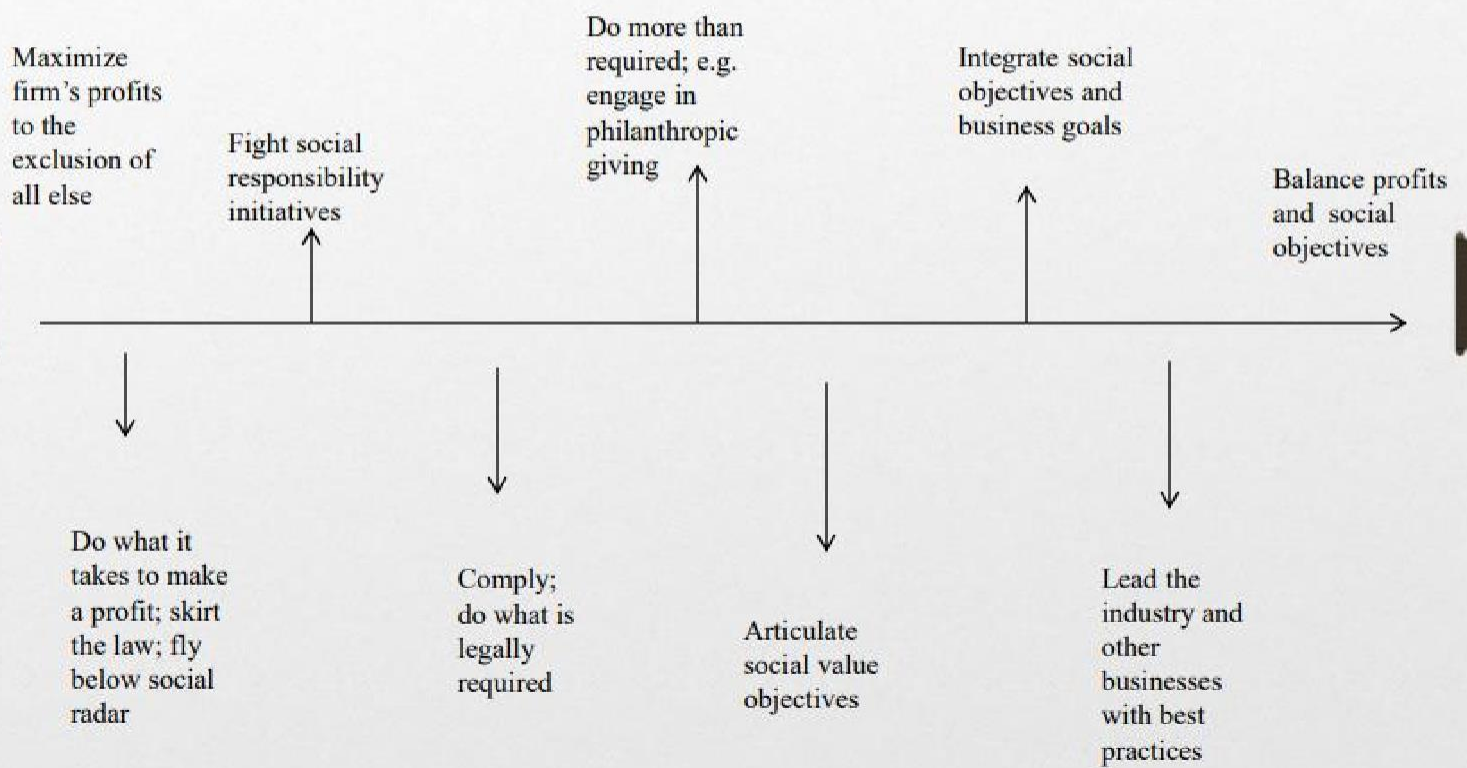 Maximize
firm's profits
to the
exclusion of
all else
Fight social
responsibility
initiatives
Do more than
required; e.g.
engage in
philanthropic
giving
Integrate social
objectives and
business goals
Balance profits
and social
objectives
Do what it
takes to make
a profit; skirt
the law; fly
below social
radar
Comply;
do what is
legally
required
Articulate
social value
objectives
Lead the
industry and
other
businesses
with best
practices